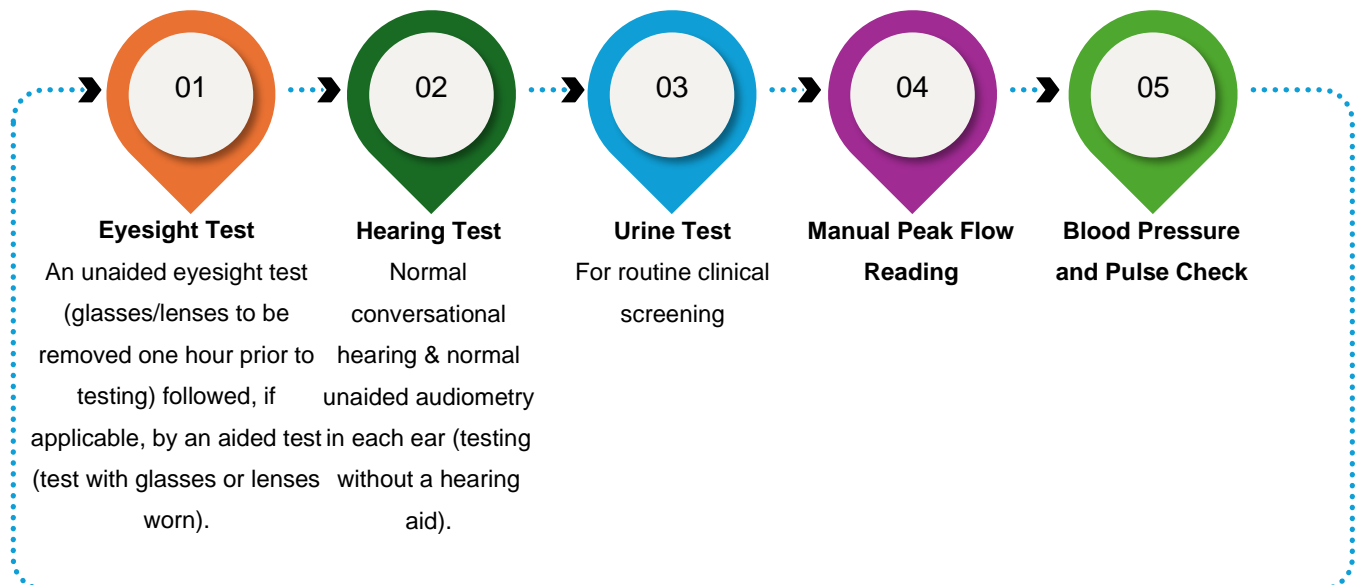 01
Eyesight Test
An unaided eyesight test
(glasses/lenses to be
removed one hour prior to
testing) followed, if
applicable, by an aided test
(test with glasses or lenses
worn).
02
Hearing Test
Normal
conversational
hearing & normal
unaided audiometry
in each ear (testing
without a hearing
aid).
03
Urine Test
For routine clinical
screening
04
Manual Peak Flow
Reading
05
Blood Pressure
and Pulse Check